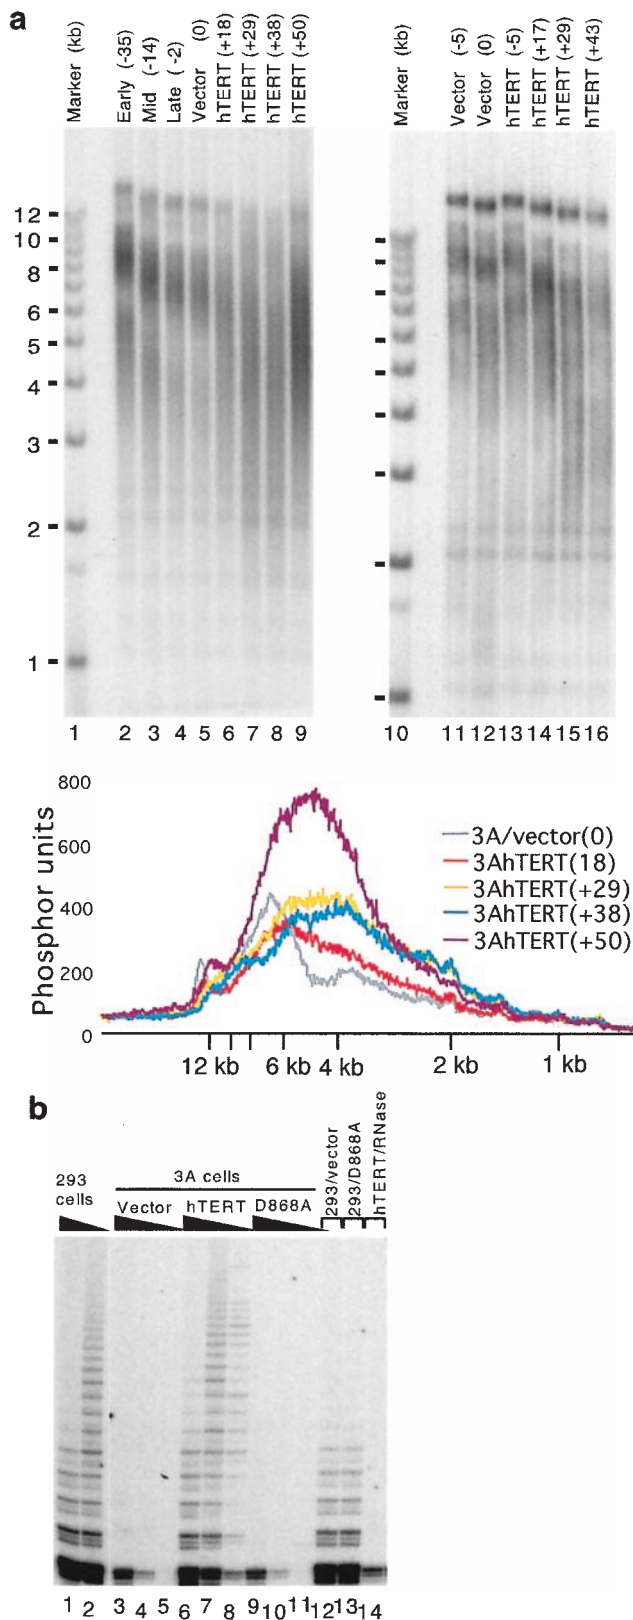 a
Marker (kb)
Early (-35)
Mid (-14)
Late (-2)
Vector (0)
hTERT (+18)
hTERT (+29)
hTERT (+38)
hTERT (+50)
Marker (kb)
Vector (-5)
Vector (0)
hTERT (-5)
hTERT (+17)
hTERT (+29)
hTERT (+43)
12
10
8
6
5
4
3
2
1
1 2 3 4 5 6 7 8 9
10 11 12 13 14 15 16
Phosphor units
800
600
400
200
0
3A/vector(0)
3AhTERT(18)
3AhTERT(+29)
3AhTERT(+38)
3AhTERT(+50)
12 kb 6 kb 4 kb 2 kb 1 kb
b
293 cells
3A cells
Vector hTERT D868A
293/vector
293/D868A
hTERT/RNase
1 2 3 4 5 6 7 8 9 10 11 12 13 14